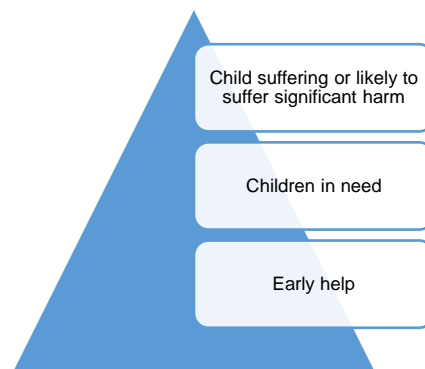 Child suffering or likely to
suffer significant harm
Children in need
Early help